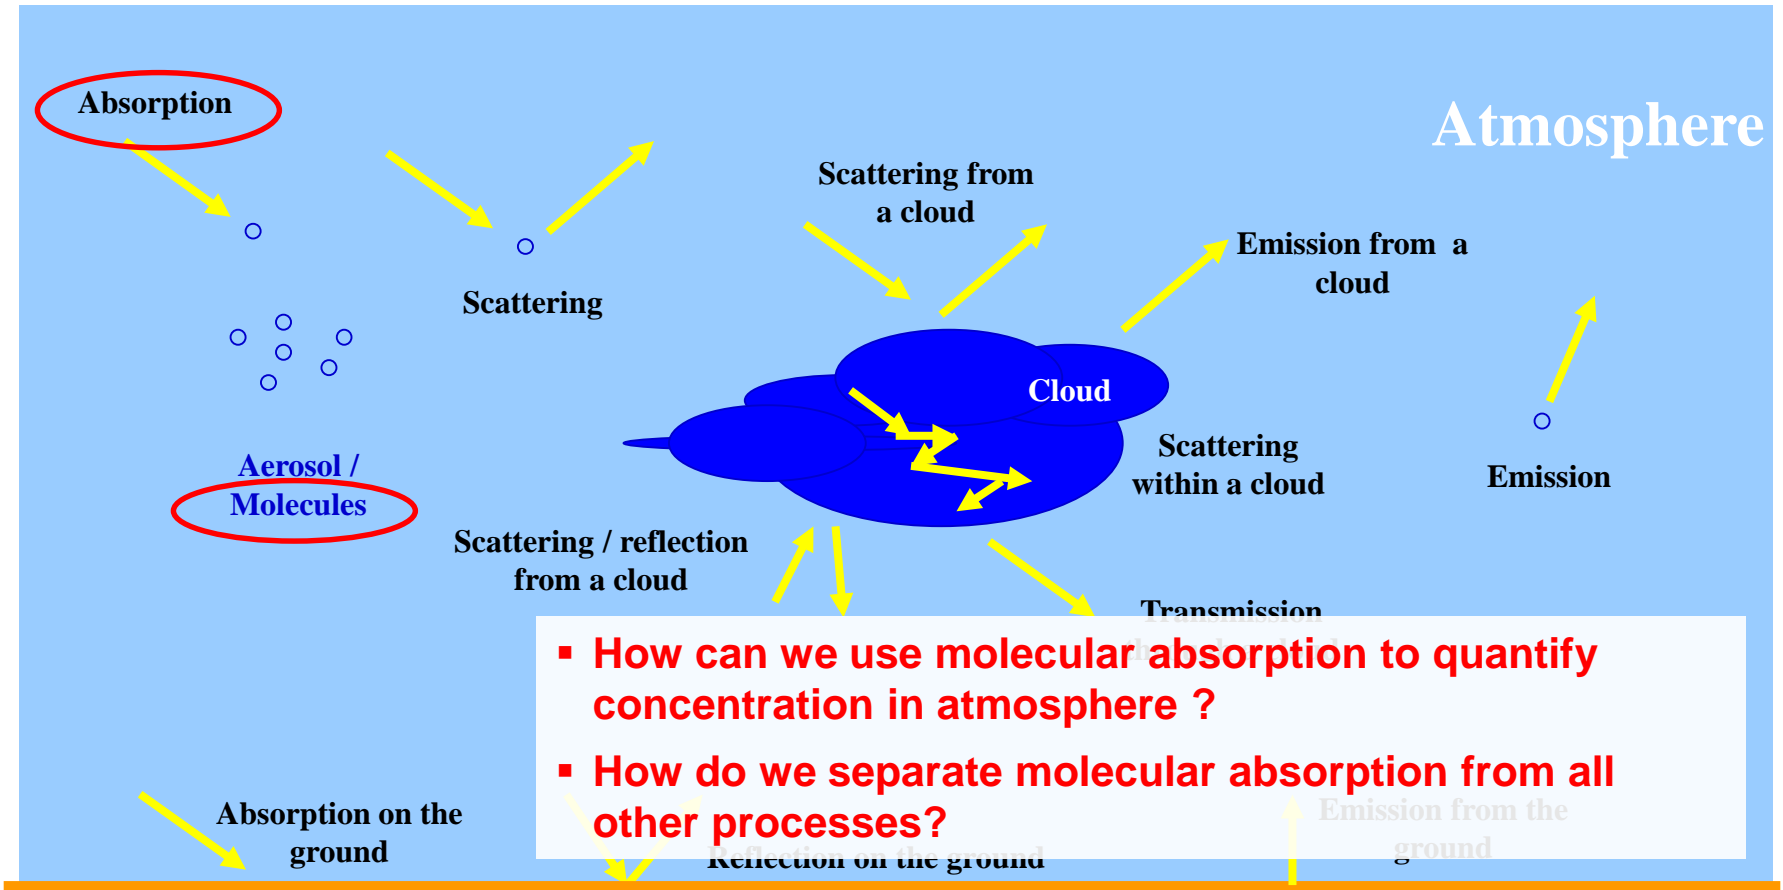 Absorption
Atmosphere
Scattering from
a cloud
Emission from a
cloud
Scattering
Cloud
Scattering
within a cloud
Emission
Aerosol /
Molecules
Scattering / reflection
from a cloud
Transmission
▪ How can we use molecular absorption to quantify
concentration in atmosphere ?
▪ How do we separate molecular absorption from all
other processes?
Absorption on the
ground
Reflection on the ground
Emission from the
ground